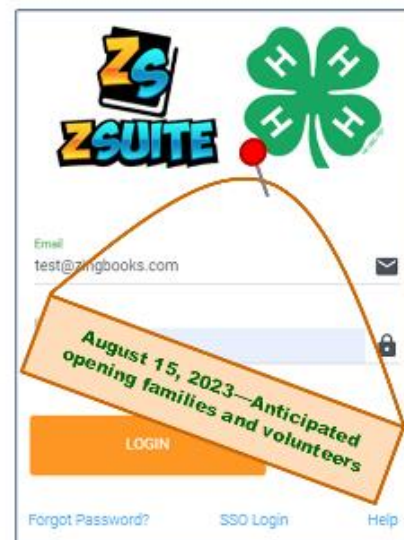 ZS
ZSUITE
H H
H H
Email
test@zingbooks.com
August 15, 2023—Anticipated
opening families and volunteers
LOGIN
Forgot Password? SSO Login Help